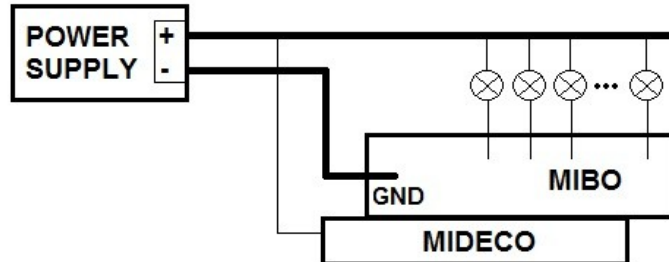 POWER
SUPPLY
+
-
GND
MIBO
MIDECO